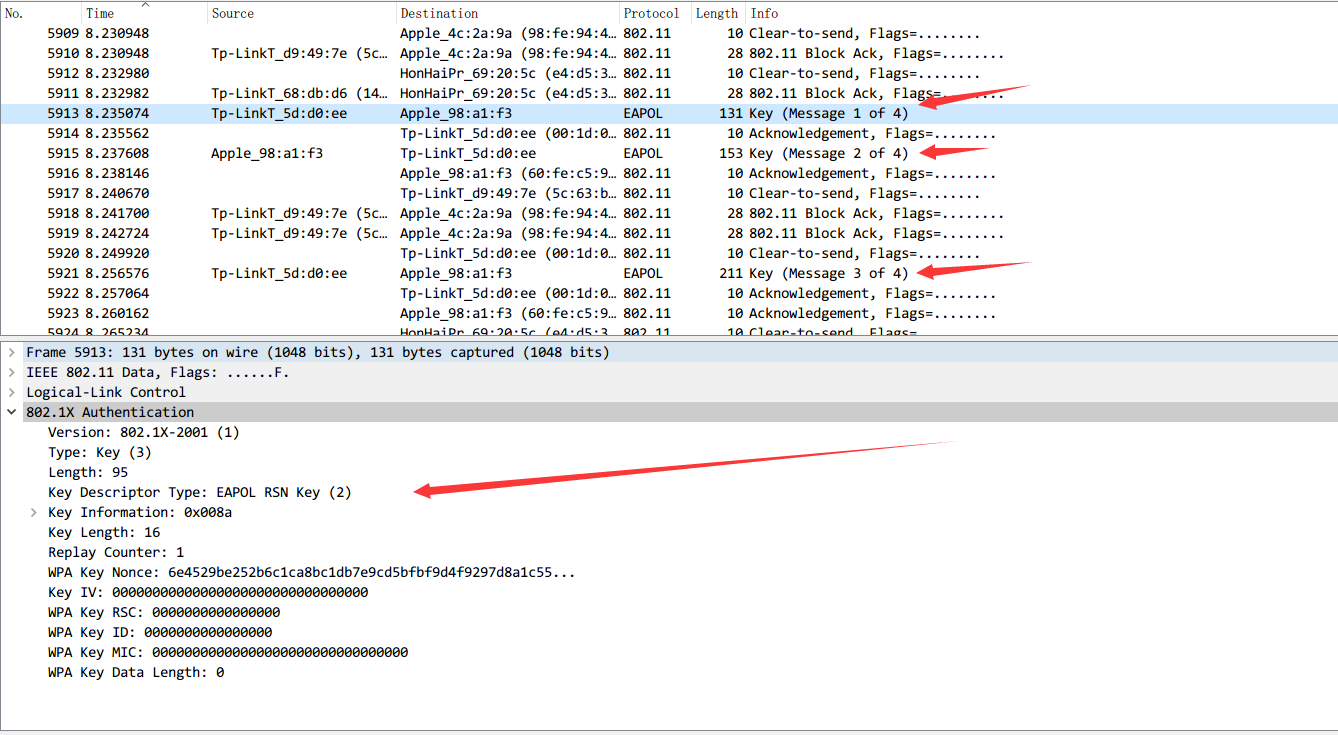 No. Time Source Destination Protocol Length Info
5909 8.230948 Apple_4c:2a:9a (98:fe:94:4… 802.11 10 Clear-to-send, Flags=........
5910 8.230948 Tp-LinkT_d9:49:7e (5c… Apple_4c:2a:9a (98:fe:94:4… 802.11 28 802.11 Block Ack, Flags=........
5912 8.232980 HonHaiPr_69:20:5c (e4:d5:3… 802.11 10 Clear-to-send, Flags=........
5911 8.232982 Tp-LinkT_68:db:d6 (14… HonHaiPr_69:20:5c (e4:d5:3… 802.11 28 802.11 Block Ack, Flags=........
5913 8.235074 Tp-LinkT_5d:d0:ee Apple_98:a1:f3 EAPOL 131 Key (Message 1 of 4)
5914 8.235562 Tp-LinkT_5d:d0:ee (00:1d:0… 802.11 10 Acknowledgement, Flags=........
5915 8.237608 Apple_98:a1:f3 Tp-LinkT_5d:d0:ee EAPOL 153 Key (Message 2 of 4)
5916 8.238146 Apple_98:a1:f3 (60:fe:c5:9… 802.11 10 Acknowledgement, Flags=........
5917 8.240670 Tp-LinkT_d9:49:7e (5c:63:b… 802.11 10 Clear-to-send, Flags=........
5918 8.241700 Tp-LinkT_d9:49:7e (5c… Apple_4c:2a:9a (98:fe:94:4… 802.11 28 802.11 Block Ack, Flags=........
5919 8.242724 Tp-LinkT_d9:49:7e (5c… Apple_4c:2a:9a (98:fe:94:4… 802.11 28 802.11 Block Ack, Flags=........
5920 8.249920 Tp-LinkT_5d:d0:ee (00:1d:0… 802.11 10 Clear-to-send, Flags=........
5921 8.256576 Tp-LinkT_5d:d0:ee Apple_98:a1:f3 EAPOL 211 Key (Message 3 of 4)
5922 8.257064 Tp-LinkT_5d:d0:ee (00:1d:0… 802.11 10 Acknowledgement, Flags=........
5923 8.260162 Apple_98:a1:f3 (60:fe:c5:9… 802.11 10 Acknowledgement, Flags=........
5924 8.265234 HonHaiPr_69:20:5c (e4:d5:3… 802.11 10 Clear-to-send, Flags=
Frame 5913: 131 bytes on wire (1048 bits), 131 bytes captured (1048 bits)
IEEE 802.11 Data, Flags: ......F.
Logical-Link Control
802.1X Authentication
Version: 802.1X-2001 (1)
Type: Key (3)
Length: 95
Key Descriptor Type: EAPOL RSN Key (2)
Key Information: 0x008a
Key Length: 16
Replay Counter: 1
WPA Key Nonce: 6e4529be252b6c1ca8bc1db7e9cd5bfbf9d4f9297d8a1c55...
Key IV: 00000000000000000000000000000000
WPA Key RSC: 0000000000000000
WPA Key ID: 0000000000000000
WPA Key MIC: 00000000000000000000000000000000
WPA Key Data Length: 0